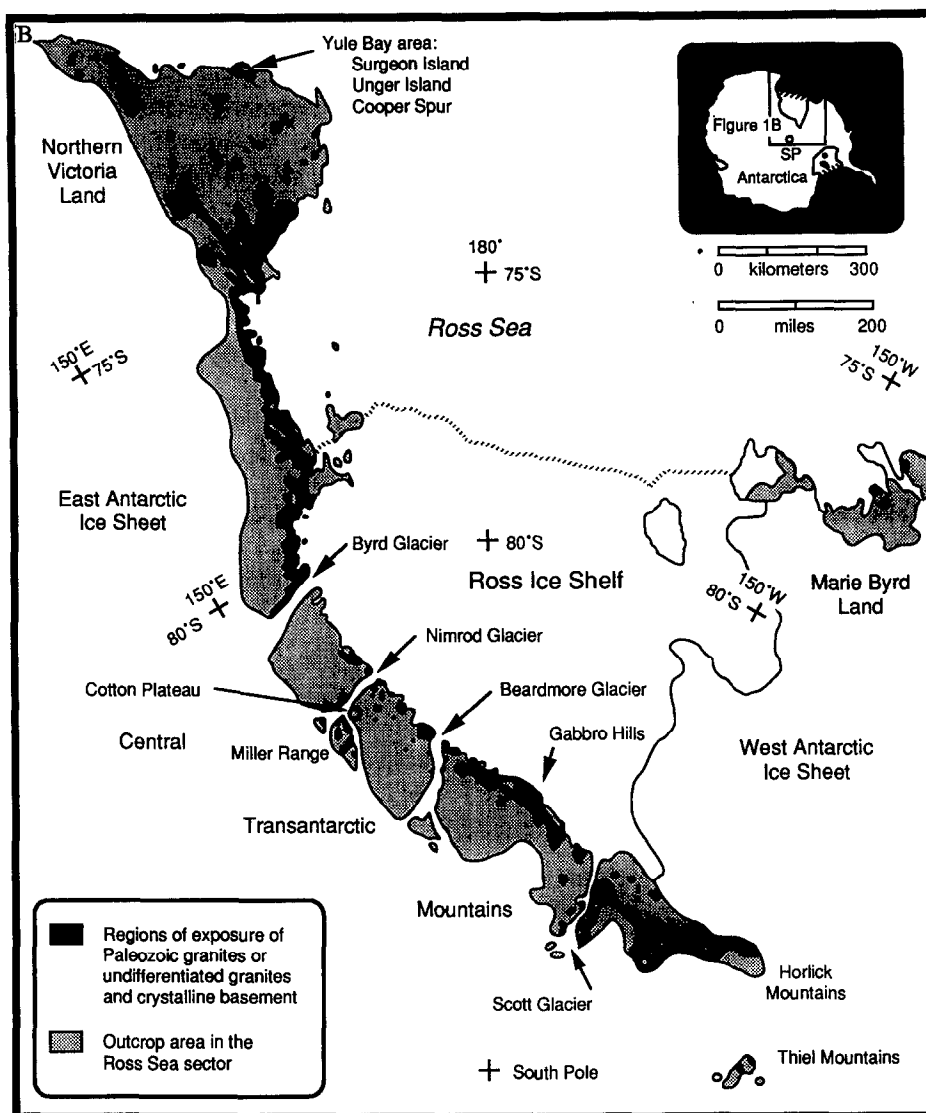 B
Yule Bay area:
Surgeon Island
Unger Island
Cooper Spur
Northern
Victoria
Land
Figure 1B
SP
Antarctica
0 kilometers 300
0 miles 200
180°
75°S
Ross Sea
150°E
75°S
150°W
75°S
East Antarctic
Ice Sheet
Byrd Glacier
80°S
Ross Ice Shelf
150°E
80°S
150°W
80°S
Marie Byrd
Land
Nimrod Glacier
Cotton Plateau
Beardmore Glacier
Central
Miller Range
Gabbro Hills
West Antarctic
Ice Sheet
Transantarctic
Mountains
Regions of exposure of
Paleozoic granites or
undifferentiated granites
and crystalline basement
Outcrop area in the
Ross Sea sector
Scott Glacier
Horlick
Mountains
South Pole
Thiel Mountains